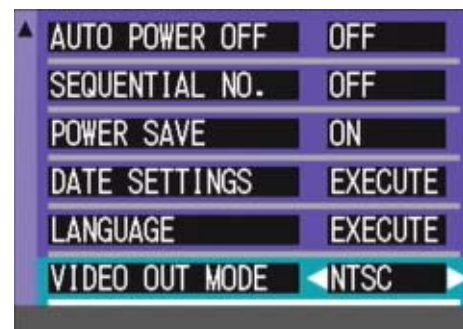 AUTO POWER OFF OFF
SEQUENTIAL NO. OFF
POWER SAVE ON
DATE SETTINGS EXECUTE
LANGUAGE EXECUTE
VIDEO OUT MODE NTSC